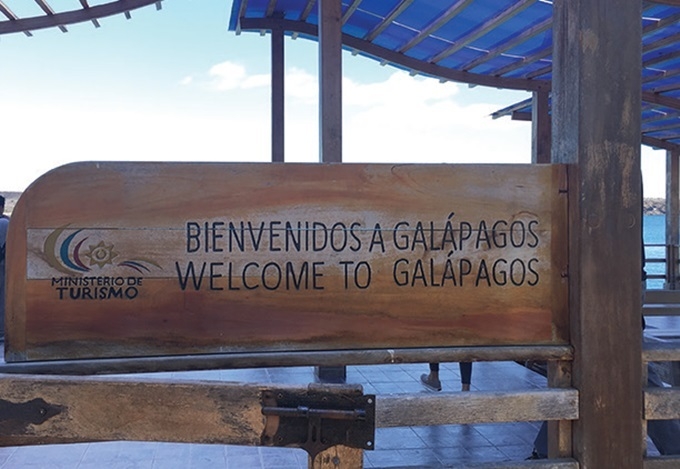 BIENVENIDOS A GALÁPAGOS
WELCOME TO GALÁPAGOS
MINISTERIO DE
TURISMO